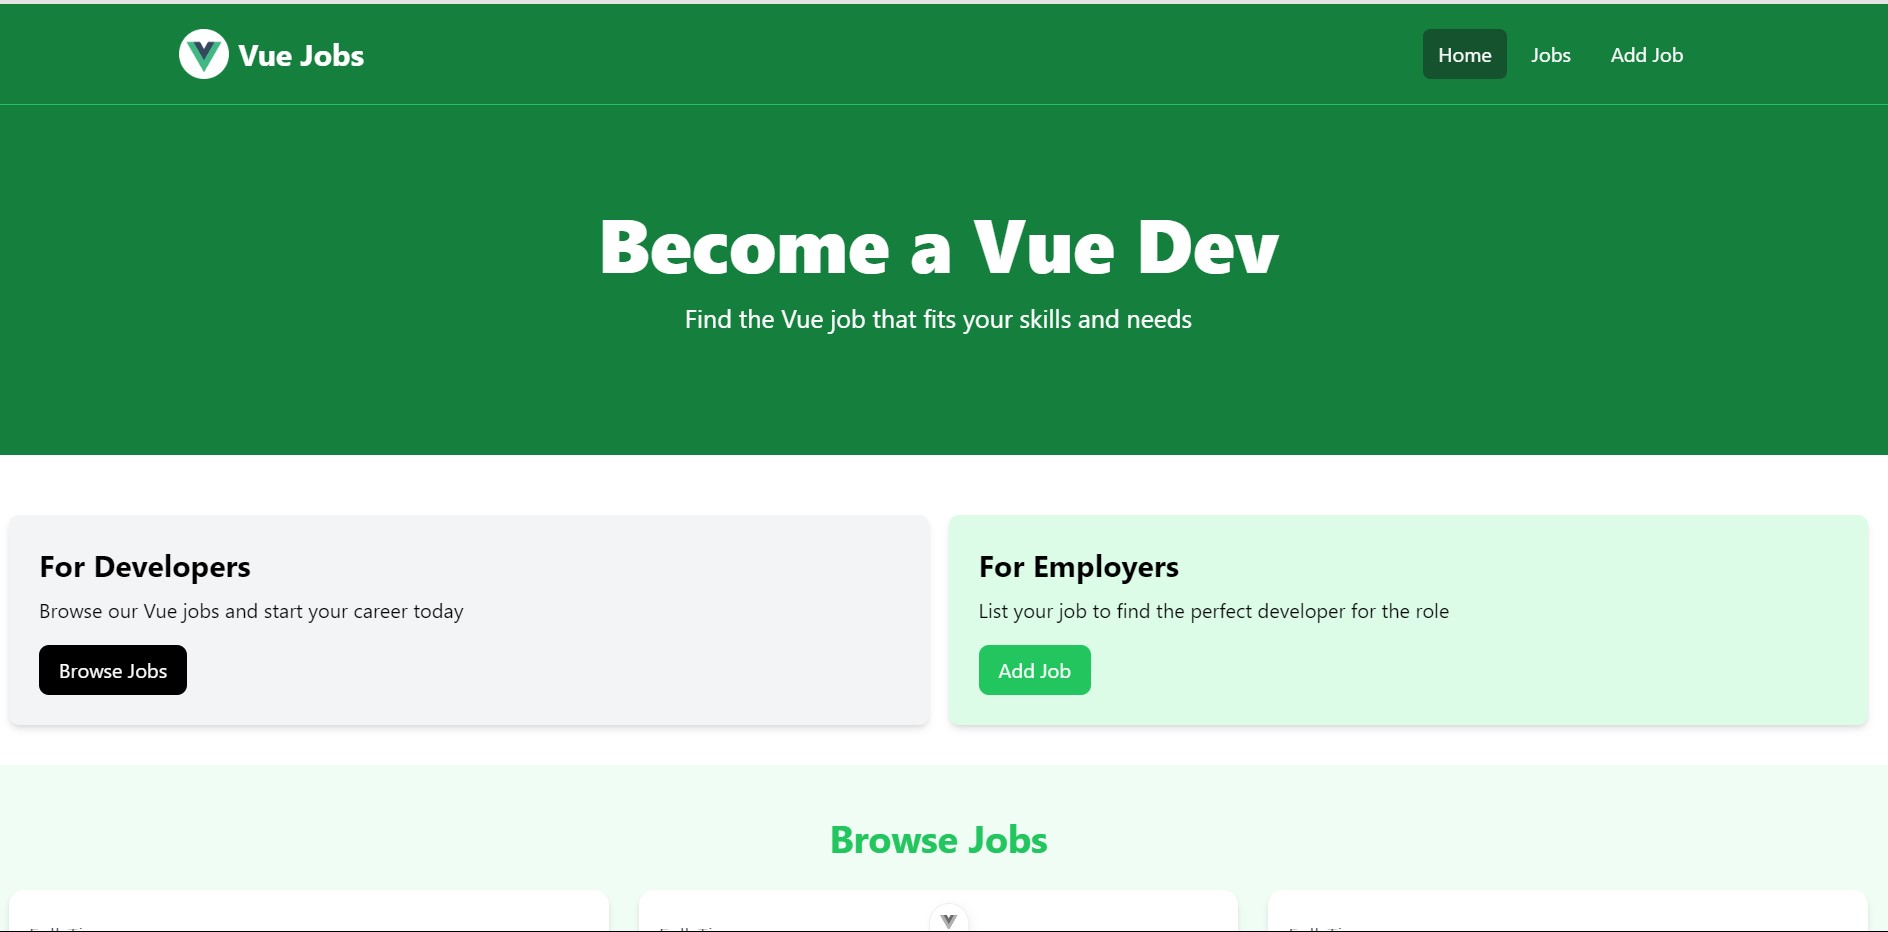 Vue Jobs
Home
Jobs
Add Job
Become a Vue Dev
Find the Vue job that fits your skills and needs
For Developers
Browse our Vue jobs and start your career today
Browse Jobs
For Employers
List your job to find the perfect developer for the role
Add Job
Browse Jobs